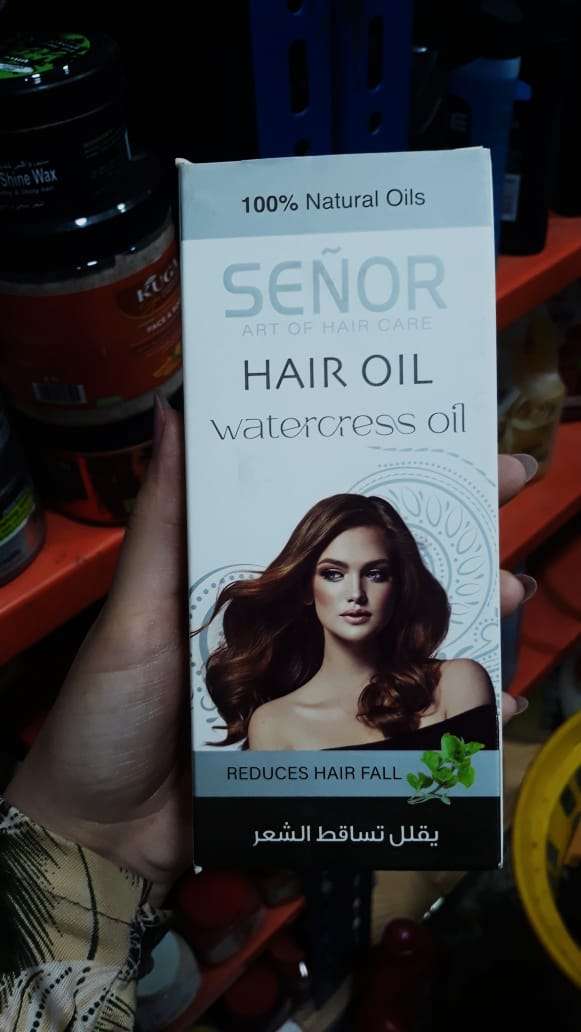 100% Natural Oils
SEÑOR
ART OF HAIR CARE
HAIR OIL
watercress oil
REDUCES HAIR FALL
يقلل تساقط الشعر
Shine Wax